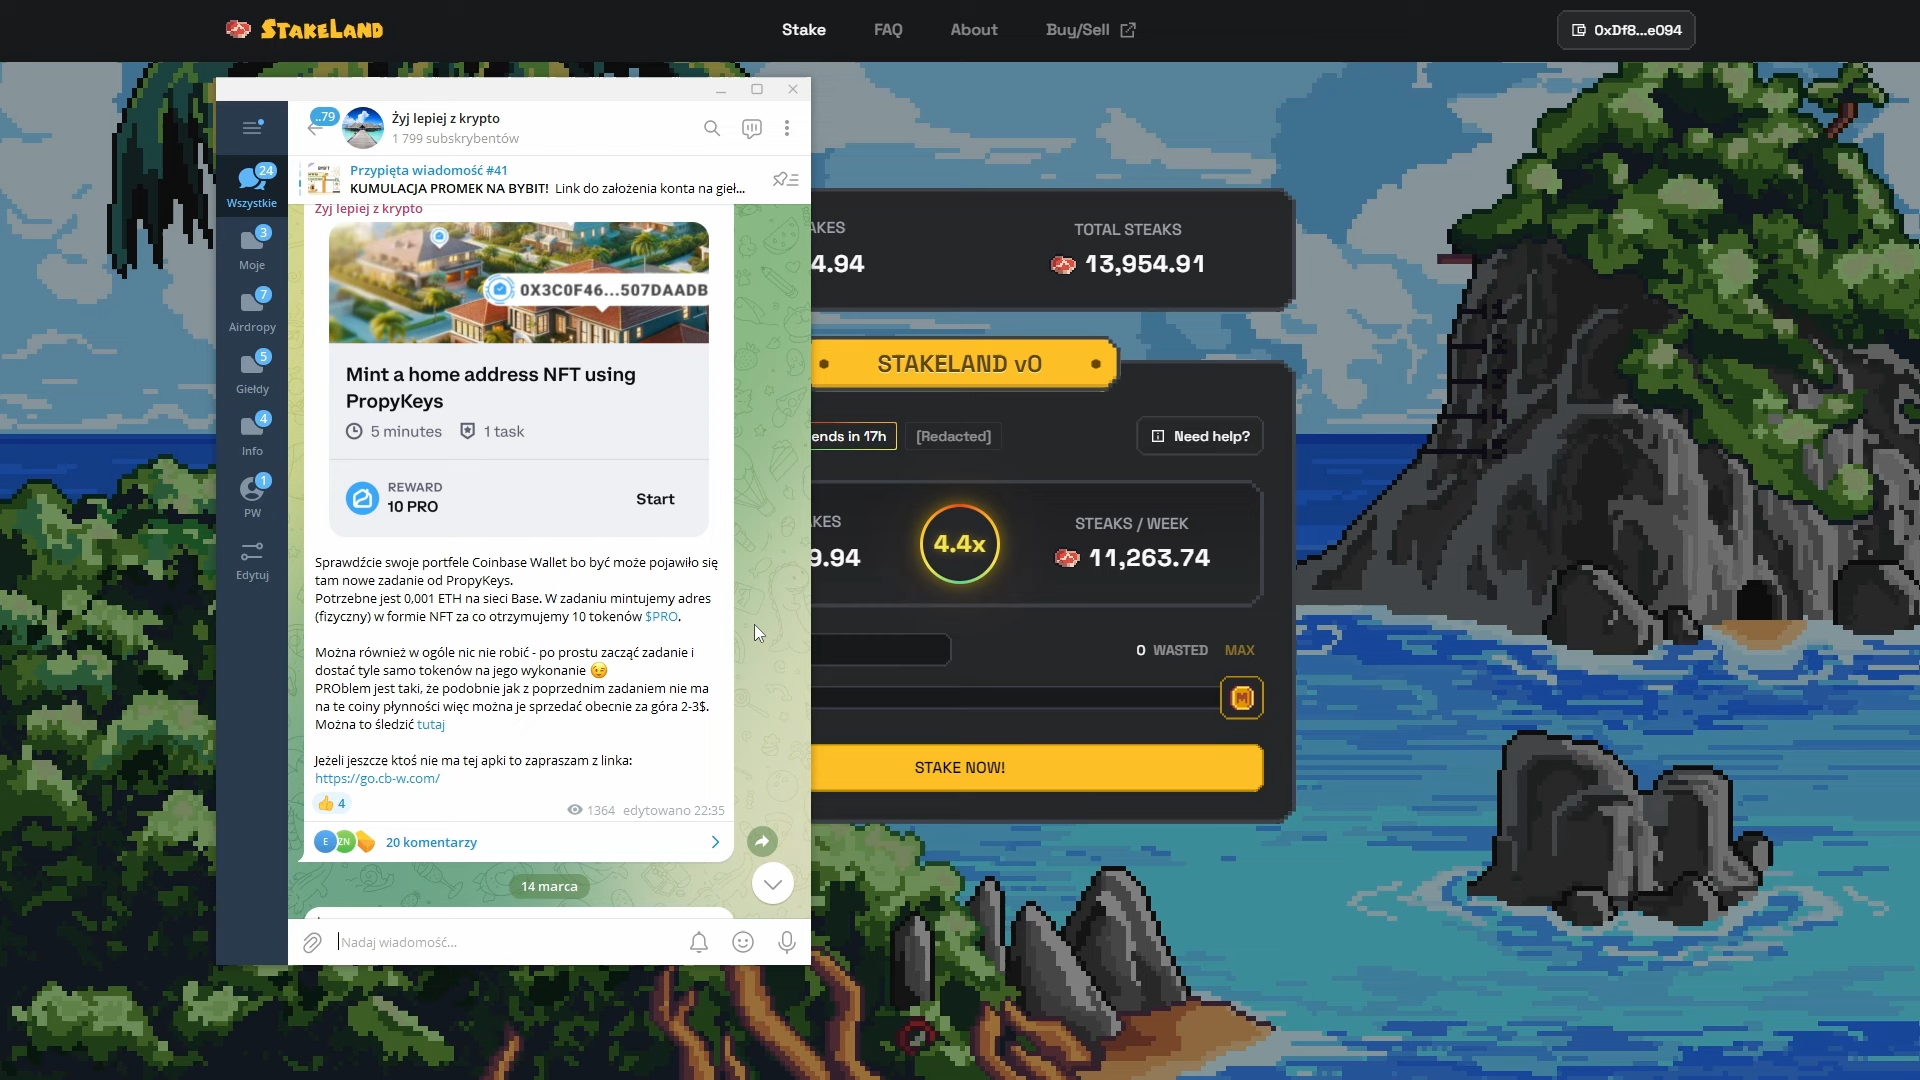 STAKELAND
Stake
FAQ
About
Buy/Sell
0xDf8...e094
..79
Żyj lepiej z krypto
1 799 subskrybentów
24
Wszystkie
3
Moje
7
Airdropy
5
Giełdy
4
Info
1
PW
Edytuj
Przypięta wiadomość #41
KUMULACJA PROMEK NA BYBIT! Link do założenia konta na gieł...
Żyj lepiej z krypto
0X3C0F46...507DAADB
Mint a home address NFT using
PropyKeys
5 minutes
1 task
REWARD
10 PRO
Start
Sprawdźcie swoje portfele Coinbase Wallet bo być może pojawiło się
tam nowe zadanie od PropyKeys.
Potrzebne jest 0,001 ETH na sieci Base. W zadaniu mintujemy adres
(fizyczny) w formie NFT za co otrzymujemy 10 tokenów $PRO.
Można również w ogóle nic nie robić - po prostu zacząć zadanie i
dostać tyle samo tokenów na jego wykonanie 😉
PROblem jest taki, że podobnie jak z poprzednim zadaniem nie ma
na te coiny płynności więc można je sprzedać obecnie za góra 2-3$.
Można to śledzić tutaj
Jeżeli jeszcze ktoś nie ma tej apki to zapraszam z linka:
https://go.cb-w.com/
👍 4
1364 edytowano 22:35
E ZN
20 komentarzy
14 marca
Nadaj wiadomość...
AKES
4.94
TOTAL STEAKS
13,954.91
STAKELAND v0
ends in 17h
[Redacted]
Need help?
KES
9.94
4.4x
STEAKS / WEEK
11,263.74
0 WASTED
MAX
M
STAKE NOW!